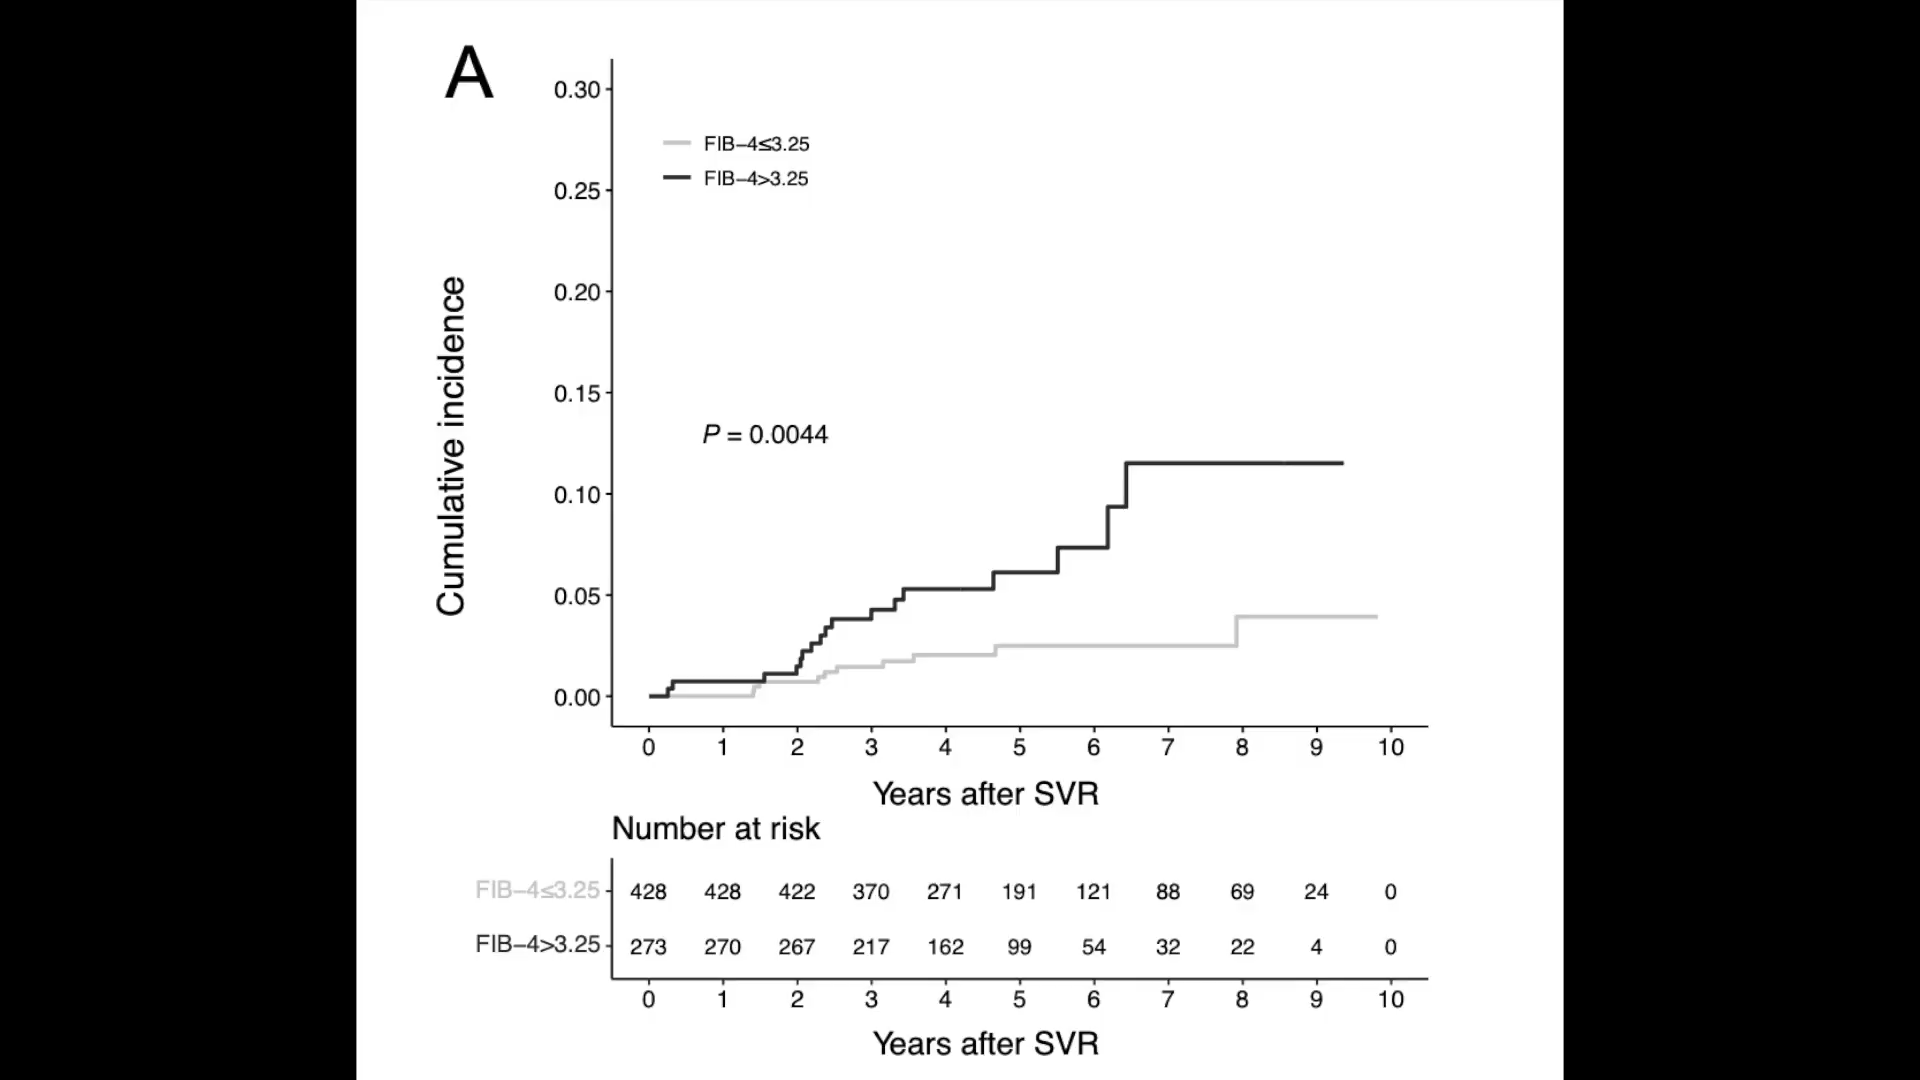 A
0.30
0.25
0.20
0.15
0.10
0.05
0.00
Cumulative incidence
FIB–4≤3.25
FIB–4>3.25
P = 0.0044
0 1 2 3 4 5 6 7 8 9 10
Years after SVR
Number at risk
FIB–4≤3.25 428 428 422 370 271 191 121 88 69 24 0
FIB–4>3.25 273 270 267 217 162 99 54 32 22 4 0
0 1 2 3 4 5 6 7 8 9 10
Years after SVR